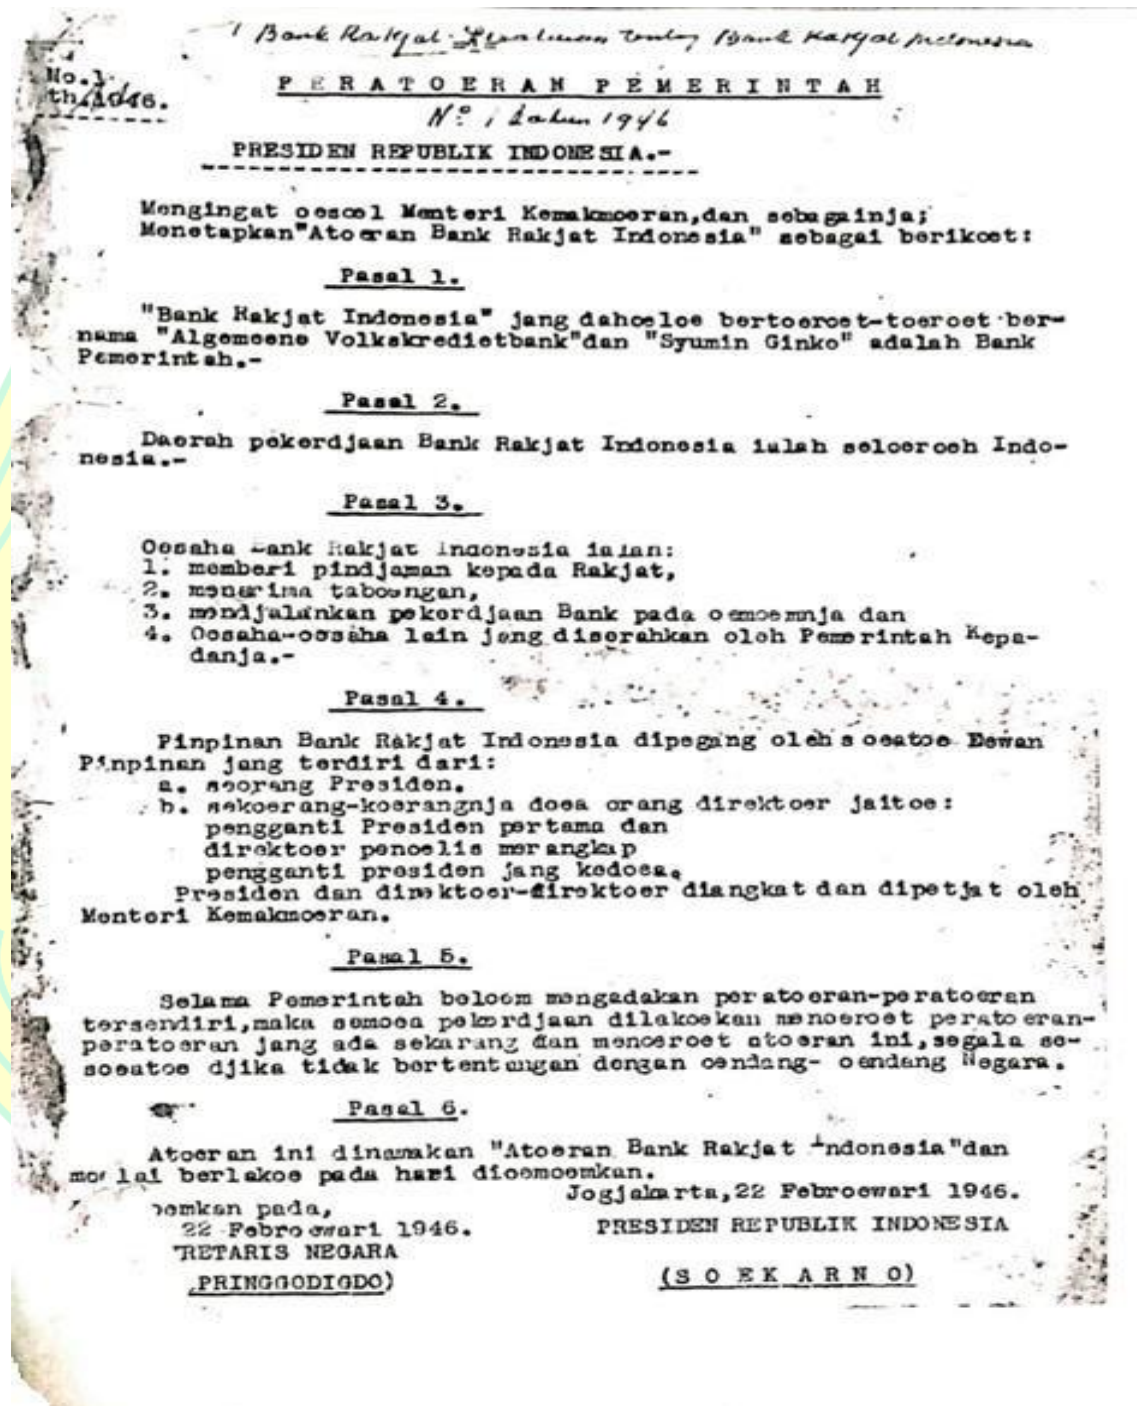 Bank Rakjat Indonesia
No.1.
th.1946.
PERATOERAN PEMERINTAH
No 1 tahun 1946
PRESIDEN REPUBLIK INDONESIA.-
Mengingat oesoel Menteri Kemakmoeran,dan sebagainja;
Menetapkan"Atoeran Bank Rakjat Indonesia" sebagai berikoet:
Pasal 1.
"Bank Rakjat Indonesia" jang dahoeloe bertoeroet-toeroet ber-
nama "Algemeene Volkskredietbank"dan "Syumin Ginko" adalah Bank
Pemerintah.-
Pasal 2.
Daerah pekerdjaan Bank Rakjat Indonesia ialah seloeroeh Indo-
nesia.-
Pasal 3.
Oesaha Bank Rakjat Indonesia ialah:
1. memberi pindjaman kepada Rakjat,
2. menerima taboengan,
3. mendjalankan pekerdjaan Bank pada oemoemnja dan
4. Oesaha-oesaha lain jang diserahkan oleh Pemerintah Kepa-
danja.-
Pasal 4.
Pinpinan Bank Rakjat Indonesia dipegang oleh soeatoe Dewan
Pinpinan jang terdiri dari:
a. seorang Presiden.
b. sekoerang-koerangnja doea orang direktoer jaitoe:
pengganti Presiden pertama dan
direktoer penoelis merangkap
pengganti presiden jang kedoea.
Presiden dan direktoer-direktoer diangkat dan dipetjat oleh
Menteri Kemakmoeran.
Pasal 5.
Selama Pemerintah beloem mengadakan peratoeran-peratoeran
tersendiri,maka semoea pekerdjaan dilakoekan menoeroet peratoeran-
peratoeran jang ada sekarang dan menoeroet atoeran ini,segala se-
soeatoe djika tidak bertentangan dengan oendang- oendang Negara.
Pasal 6.
Atoeran ini dinamakan "Atoeran Bank Rakjat Indonesia"dan
moelai berlakoe pada hari dioemoemkan.
Jogjakarta,22 Febroewari 1946.
oemkan pada,
22 Febroewari 1946.
PRESIDEN REPUBLIK INDONESIA
RETARIS NEGARA
PRINGGODIGDO)
(SOEKARNO)